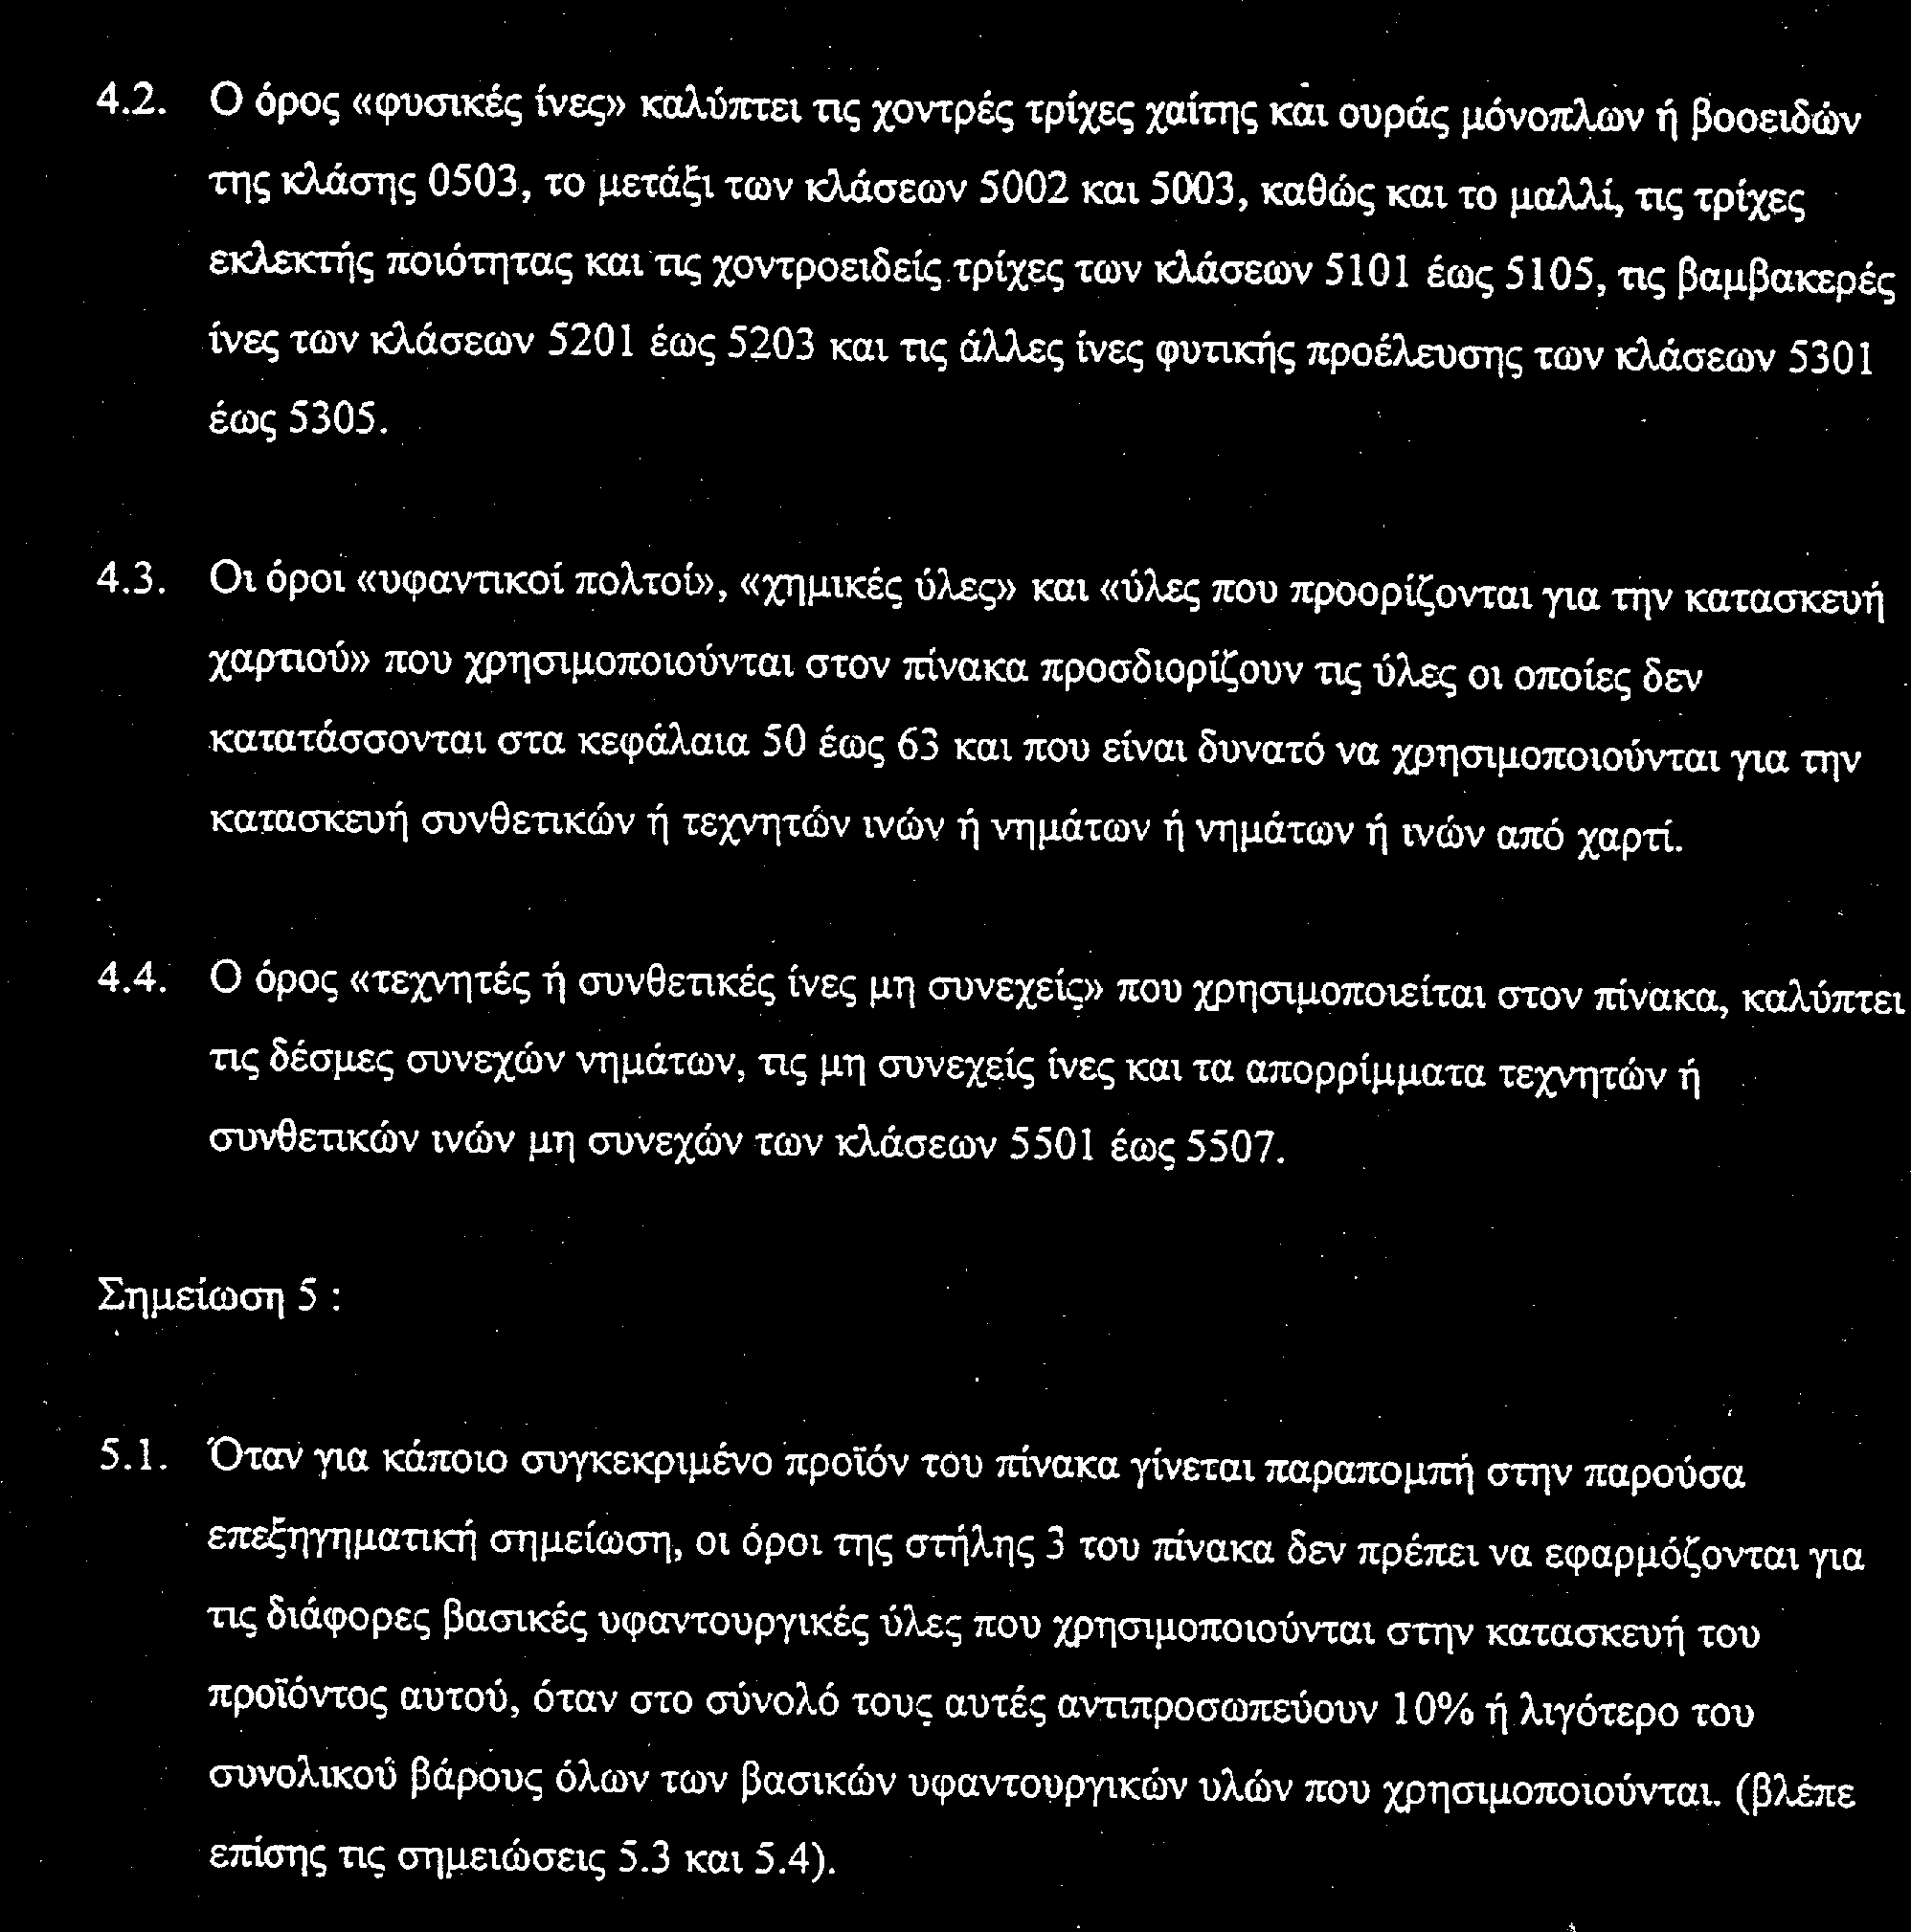 4.2. Ο όρος «φυσικές ίνες» καλύπτει τις χοντρές τρίχες χαίτης και ουράς μόνοπλων ή βοοειδών
της κλάσης 0503, το μετάξι των κλάσεων 5002 και 5003, καθώς και το μαλλί, τις τρίχες
εκλεκτής ποιότητας και τις χοντροειδείς τρίχες των κλάσεων 5101 έως 5105, τις βαμβακερές
ίνες των κλάσεων 5201 έως 5203 και τις άλλες ίνες φυτικής προέλευσης των κλάσεων 5301
έως 5305.
4.3. Οι όροι «υφαντικοί πολτοί», «χημικές ύλες» και «ύλες που προορίζονται για την κατασκευή
χαρτιού» που χρησιμοποιούνται στον πίνακα προσδιορίζουν τις ύλες οι οποίες δεν
κατατάσσονται στα κεφάλαια 50 έως 63 και που είναι δυνατό να χρησιμοποιούνται για την
κατασκευή συνθετικών ή τεχνητών ινών ή νημάτων ή νημάτων ή ινών από χαρτί.
4.4. Ο όρος «τεχνητές ή συνθετικές ίνες μη συνεχείς» που χρησιμοποιείται στον πίνακα, καλύπτει
τις δέσμες συνεχών νημάτων, τις μη συνεχείς ίνες και τα απορρίμματα τεχνητών ή
συνθετικών ινών μη συνεχών των κλάσεων 5501 έως 5507.
Σημείωση 5 :
5.1. Όταν για κάποιο συγκεκριμένο προϊόν του πίνακα γίνεται παραπομπή στην παρούσα
επεξηγηματική σημείωση, οι όροι της στήλης 3 του πίνακα δεν πρέπει να εφαρμόζονται για
τις διάφορες βασικές υφαντουργικές ύλες που χρησιμοποιούνται στην κατασκευή του
προϊόντος αυτού, όταν στο σύνολό τους αυτές αντιπροσωπεύουν 10% ή λιγότερο του
συνολικού βάρους όλων των βασικών υφαντουργικών υλών που χρησιμοποιούνται. (βλέπε
επίσης τις σημειώσεις 5.3 και 5.4).